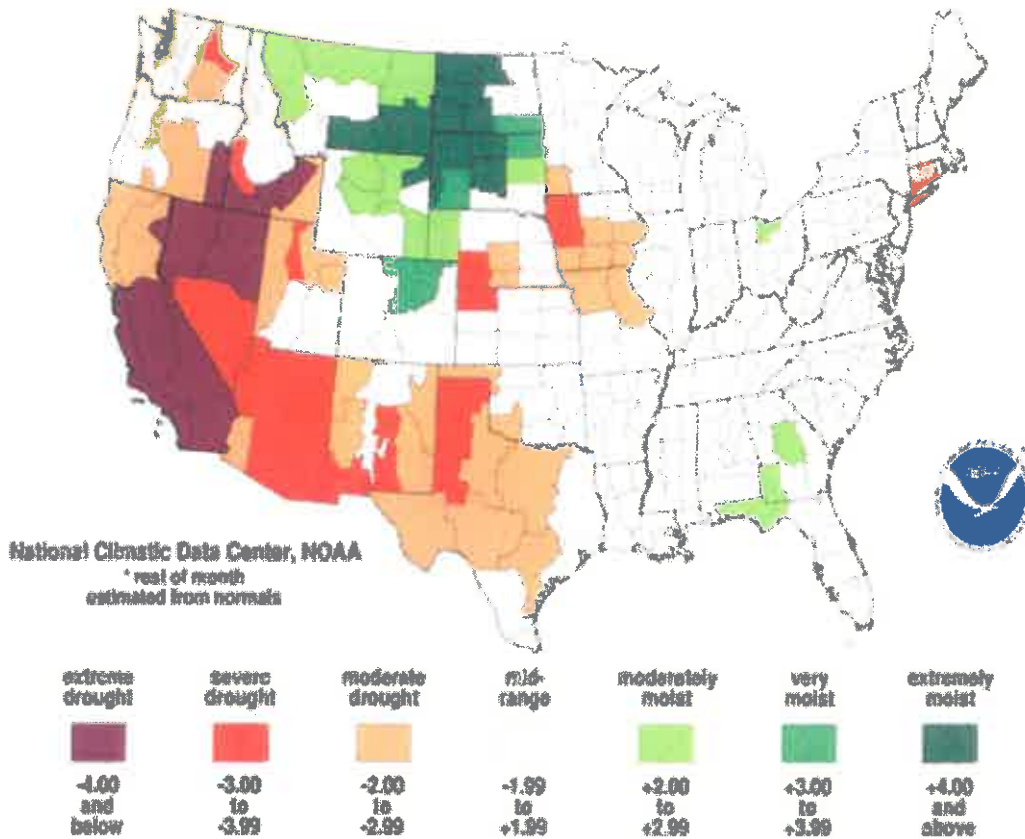 National Climatic Data Center, NOAA
* rest of month
estimated from normals
extreme
drought
severe
drought
moderate
drought
mid-
range
moderately
moist
very
moist
extremely
moist
-4.00
and
below
-3.00
to
-3.99
-2.00
to
-2.99
-1.99
to
+1.99
+2.00
to
+2.99
+3.00
to
+3.99
+4.00
and
above